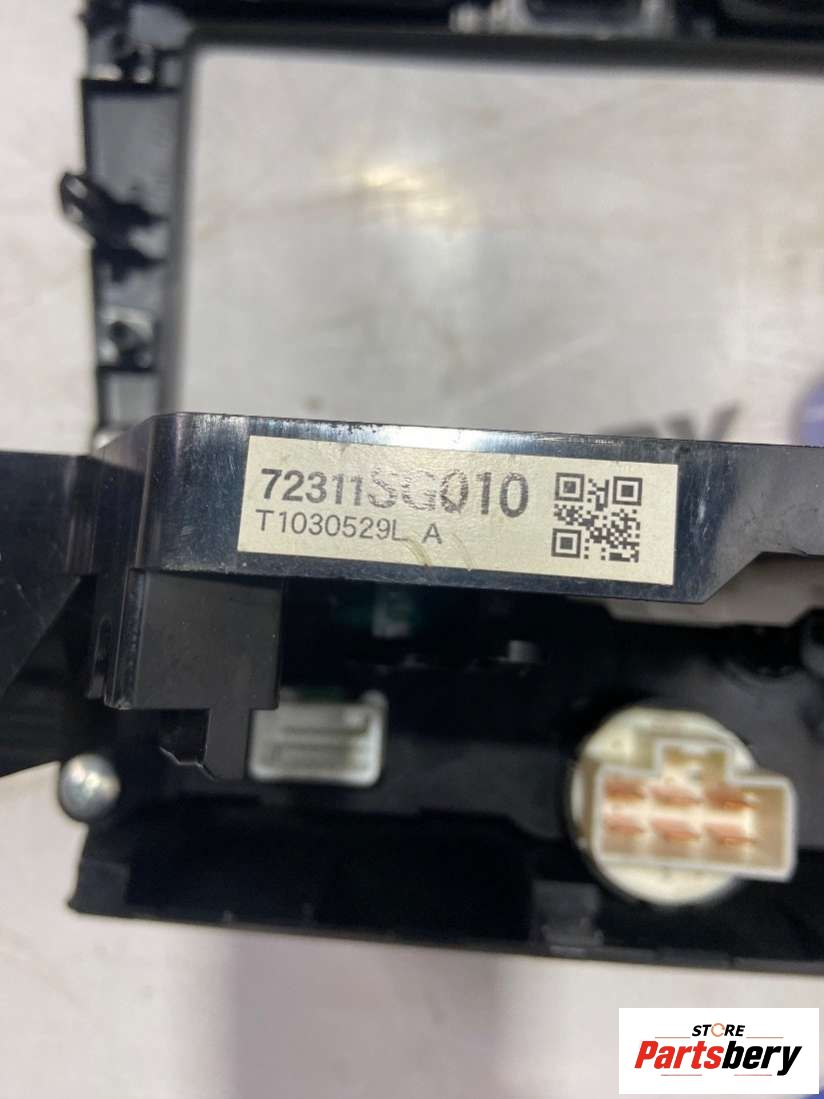 72311SG010
T1030529L A
STORE
Partsbery